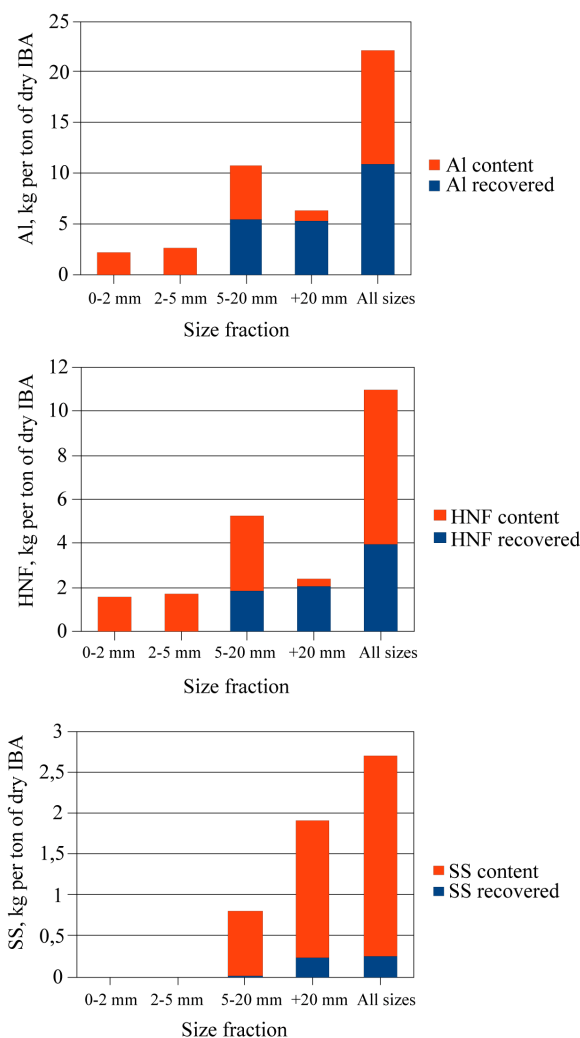 25
20
15
10
5
0
Al, kg per ton of dry IBA
0-2 mm 2-5 mm 5-20 mm +20 mm All sizes
Size fraction
Al content
Al recovered
12
10
8
6
4
2
0
HNF, kg per ton of dry IBA
0-2 mm 2-5 mm 5-20 mm +20 mm All sizes
Size fraction
HNF content
HNF recovered
3
2,5
2
1,5
1
0,5
0
SS, kg per ton of dry IBA
0-2 mm 2-5 mm 5-20 mm +20 mm All sizes
Size fraction
SS content
SS recovered